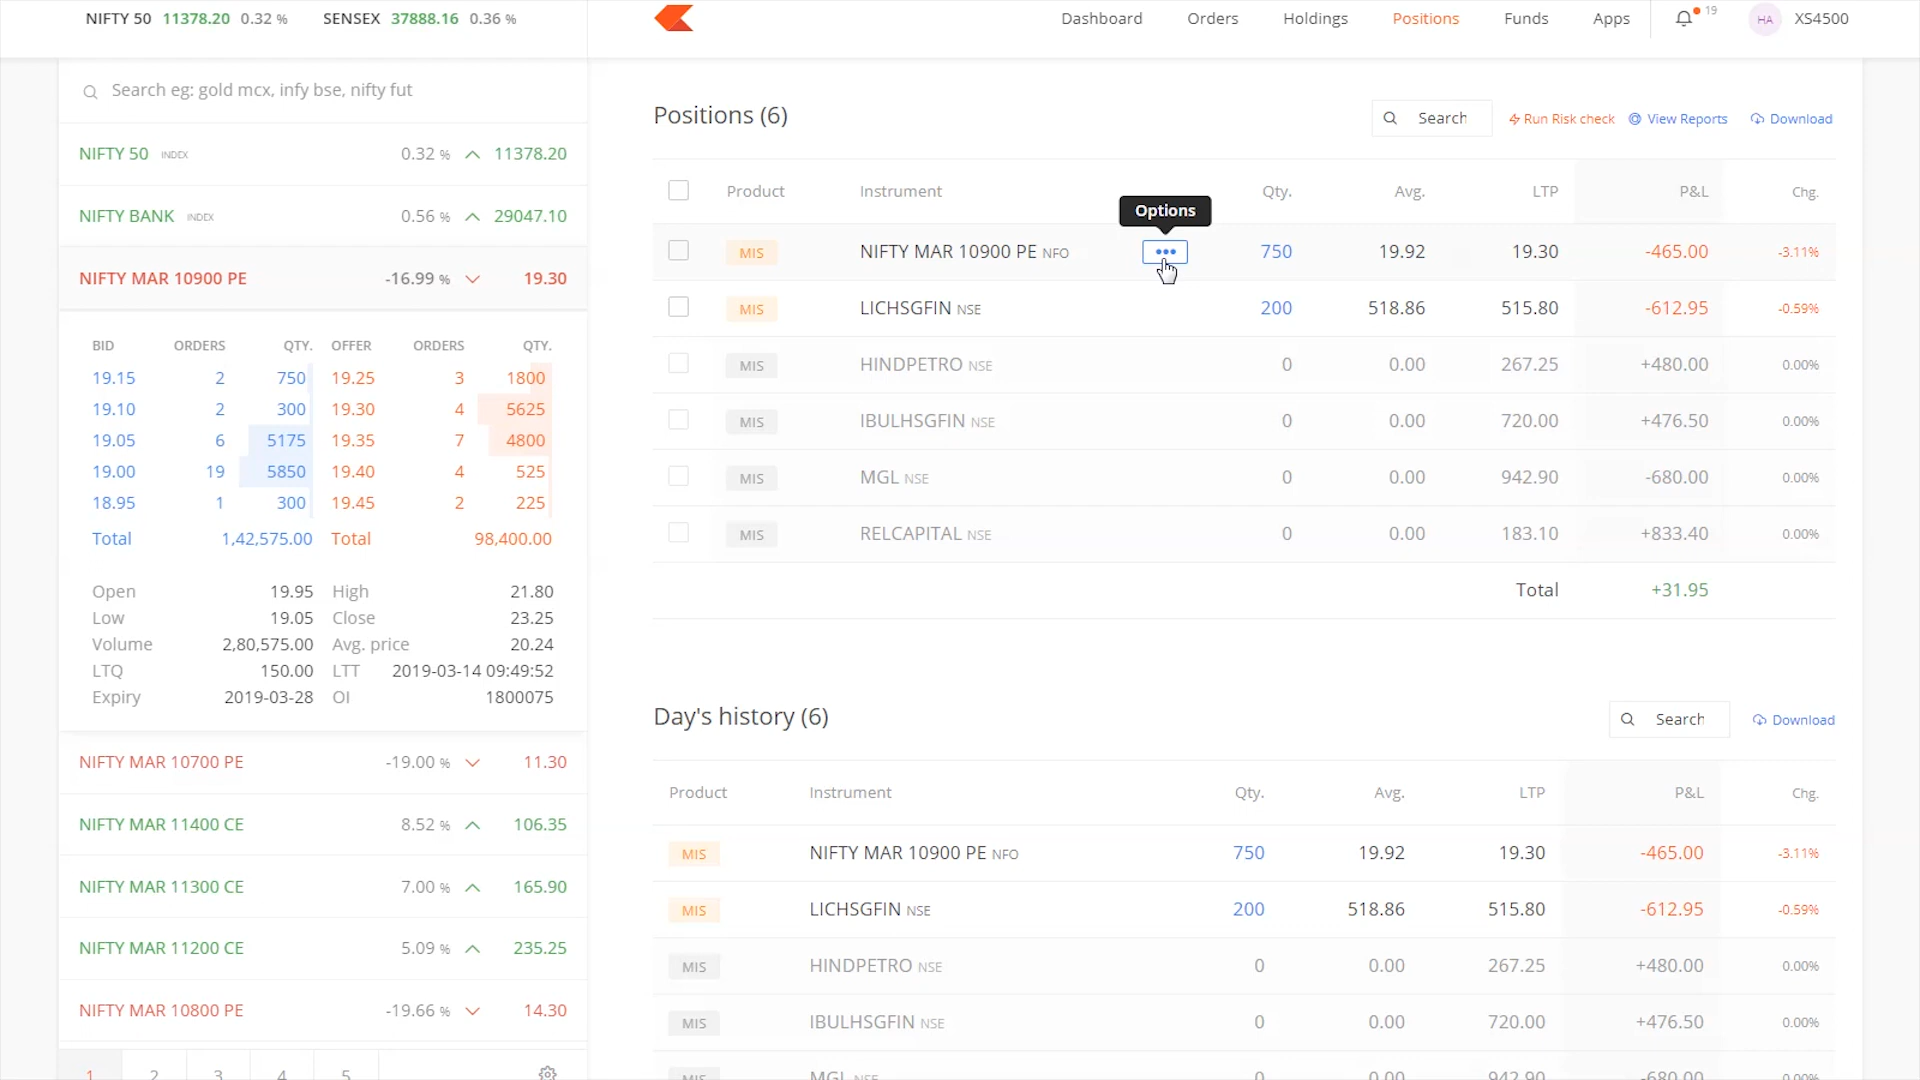 NIFTY 50 11378.20 0.32 % SENSEX 37888.16 0.36 %
Dashboard Orders Holdings Positions Funds Apps 19 HA XS4500
Search eg: gold mcx, infy bse, nifty fut
NIFTY 50 INDEX 0.32 % 11378.20
NIFTY BANK INDEX 0.56 % 29047.10
NIFTY MAR 10900 PE -16.99 % 19.30
BID ORDERS QTY. OFFER ORDERS QTY.
19.15 2 750 19.25 3 1800
19.10 2 300 19.30 4 5625
19.05 6 5175 19.35 7 4800
19.00 19 5850 19.40 4 525
18.95 1 300 19.45 2 225
Total 1,42,575.00 Total 98,400.00
Open 19.95 High 21.80
Low 19.05 Close 23.25
Volume 2,80,575.00 Avg. price 20.24
LTQ 150.00 LTT 2019-03-14 09:49:52
Expiry 2019-03-28 OI 1800075
NIFTY MAR 10700 PE -19.00 % 11.30
NIFTY MAR 11400 CE 8.52 % 106.35
NIFTY MAR 11300 CE 7.00 % 165.90
NIFTY MAR 11200 CE 5.09 % 235.25
NIFTY MAR 10800 PE -19.66 % 14.30
1 2 3 4 5
Positions (6) Search Run Risk check View Reports Download
Product Instrument Qty. Avg. LTP P&L Chg.
Options
MIS NIFTY MAR 10900 PE NFO 750 19.92 19.30 -465.00 -3.11%
MIS LICHSGFIN NSE 200 518.86 515.80 -612.95 -0.59%
MIS HINDPETRO NSE 0 0.00 267.25 +480.00 0.00%
MIS IBULHSGFIN NSE 0 0.00 720.00 +476.50 0.00%
MIS MGL NSE 0 0.00 942.90 -680.00 0.00%
MIS RELCAPITAL NSE 0 0.00 183.10 +833.40 0.00%
Total +31.95
Day's history (6) Search Download
Product Instrument Qty. Avg. LTP P&L Chg.
MIS NIFTY MAR 10900 PE NFO 750 19.92 19.30 -465.00 -3.11%
MIS LICHSGFIN NSE 200 518.86 515.80 -612.95 -0.59%
MIS HINDPETRO NSE 0 0.00 267.25 +480.00 0.00%
MIS IBULHSGFIN NSE 0 0.00 720.00 +476.50 0.00%
MIS MGL NSE 0 0.00 942.90 -680.00 0.00%